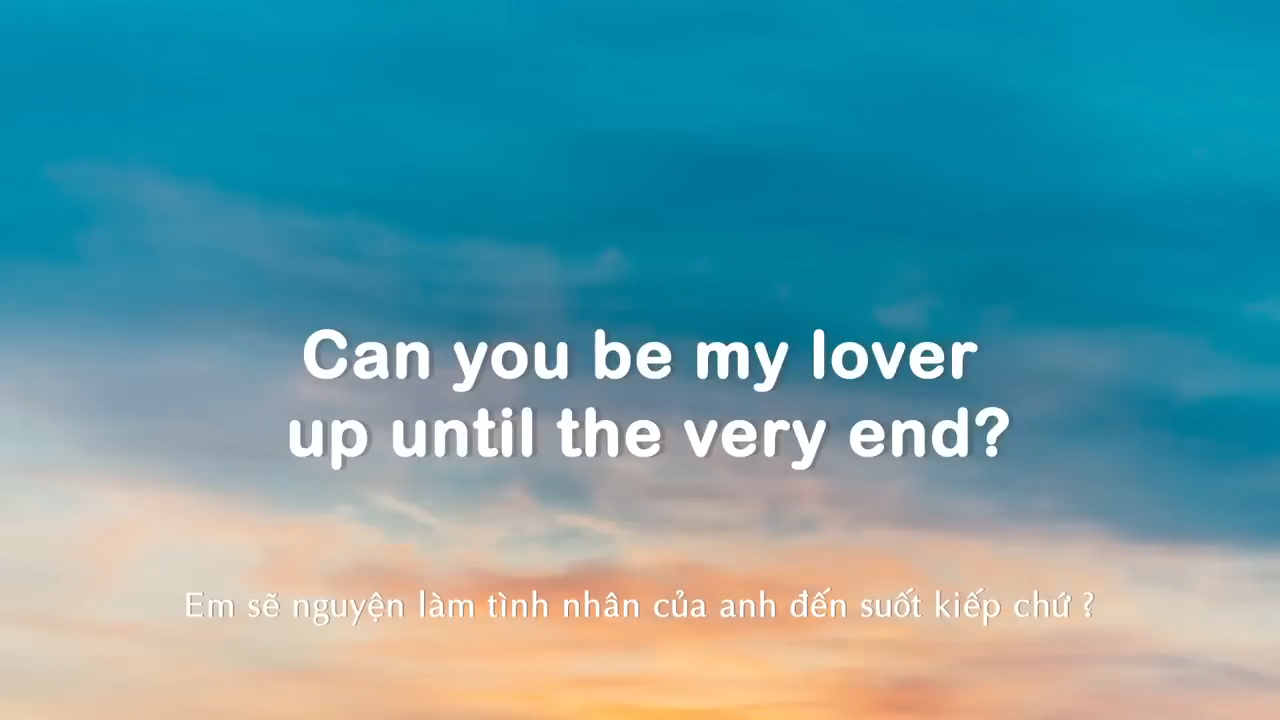 Can you be my lover
up until the very end?
Em sẽ nguyện làm tình nhân của anh đến suốt kiếp chứ ?